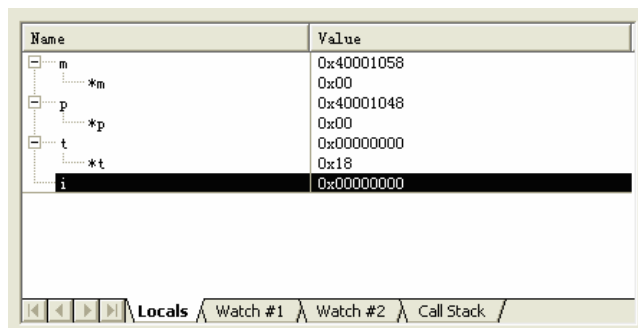 Name Value
m 0x40001058
*m 0x00
p 0x40001048
*p 0x00
t 0x00000000
*t 0x18
i 0x00000000
Locals Watch #1 Watch #2 Call Stack